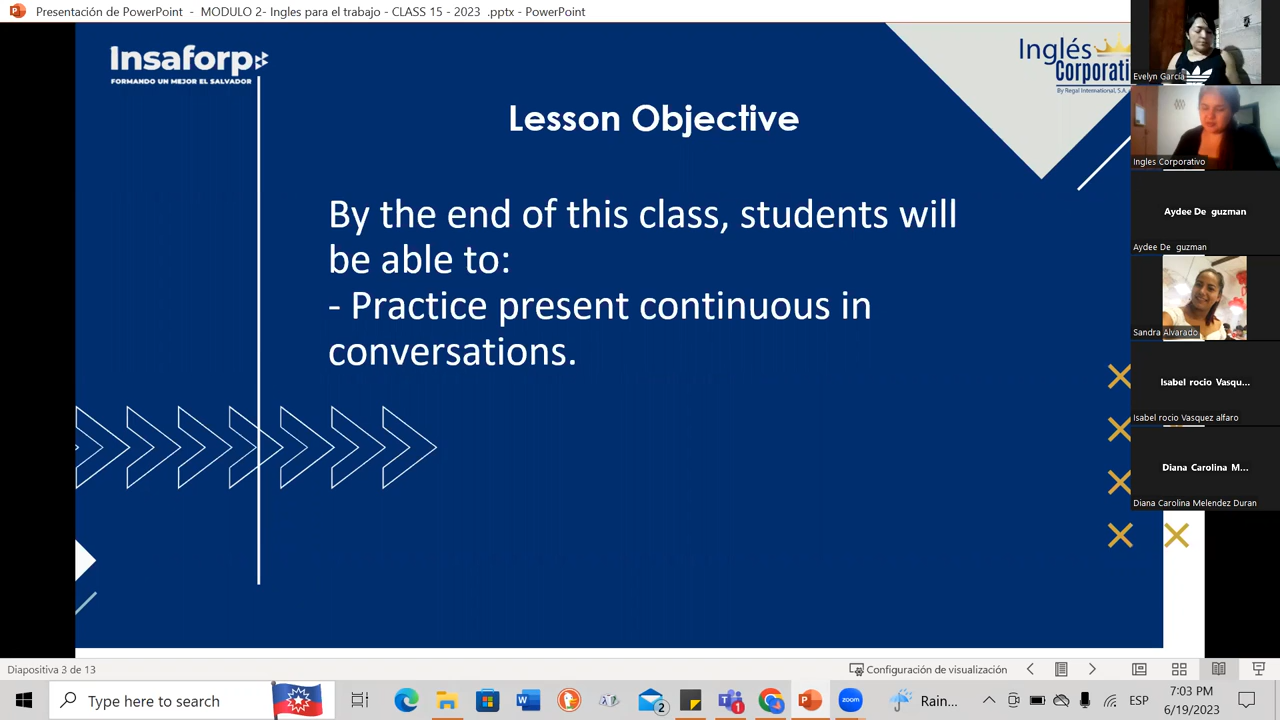 Presentación de PowerPoint - MODULO 2- Ingles para el trabajo - CLASS 15 - 2023 .pptx - PowerPoint
Insaforp
FORMANDO UN MEJOR EL SALVADOR
Inglés
Corporati
By Regal International, S.A.
Lesson Objective
By the end of this class, students will
be able to:
- Practice present continuous in
conversations.
Evelyn García
Ingles Corporativo
Aydee De guzman
Aydee De guzman
Sandra Alvarado
Isabel rocio Vasqu...
Isabel rocio Vasquez alfaro
Diana Carolina M...
Diana Carolina Melendez Duran
Diapositiva 3 de 13
Configuración de visualización
Type here to search
2
1
zoom
Rain...
ESP
7:03 PM
6/19/2023